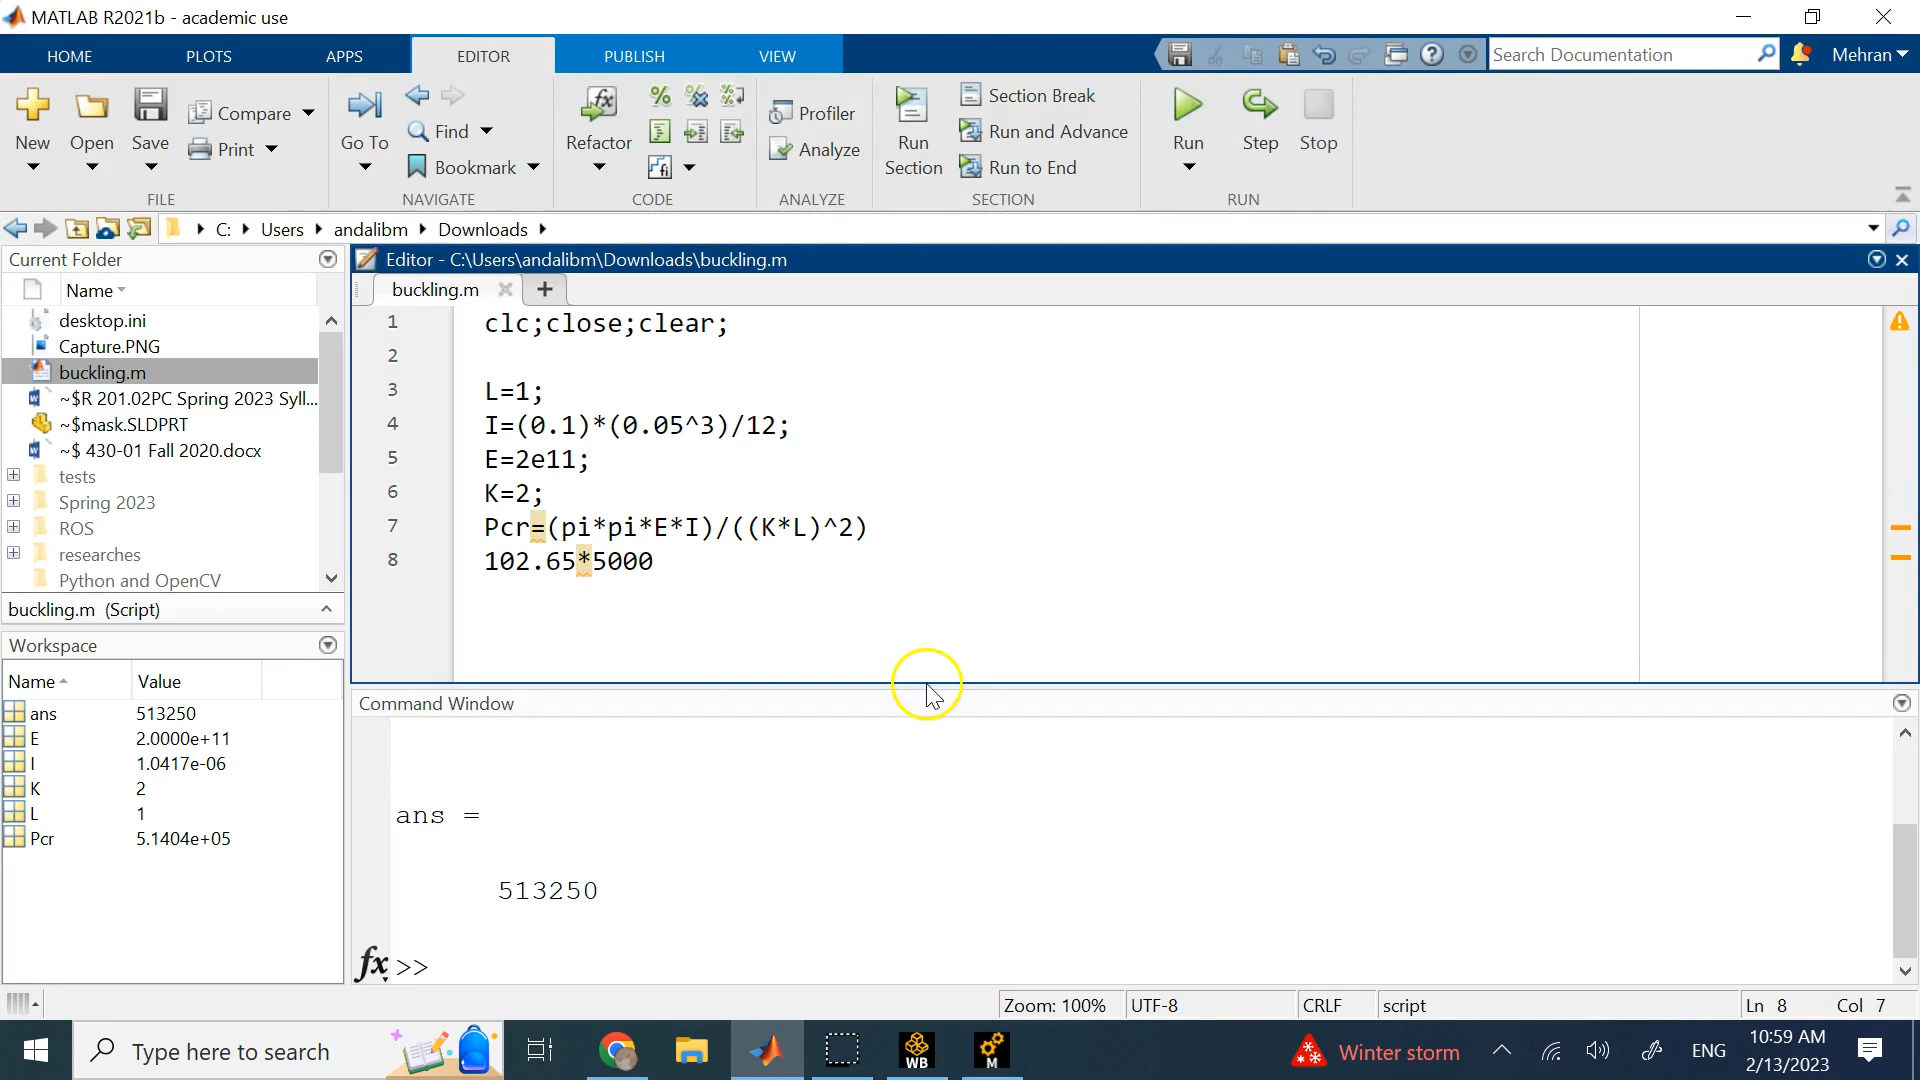 MATLAB R2021b - academic use
HOME PLOTS APPS EDITOR PUBLISH VIEW
Search Documentation
Mehran
New Open Save Compare Print
FILE
Go To Find Bookmark
NAVIGATE
Refactor
CODE
Profiler
Analyze
ANALYZE
Run Section
Section Break
Run and Advance
Run to End
SECTION
Run Step Stop
RUN
C: Users andalibm Downloads
Current Folder
Name
desktop.ini
Capture.PNG
buckling.m
~$R 201.02PC Spring 2023 Syll...
~$mask.SLDPRT
~$ 430-01 Fall 2020.docx
tests
Spring 2023
ROS
researches
Python and OpenCV
buckling.m (Script)
Workspace
Name Value
ans 513250
E 2.0000e+11
I 1.0417e-06
K 2
L 1
Pcr 5.1404e+05
Editor - C:\Users\andalibm\Downloads\buckling.m
buckling.m
1 clc;close;clear;
2
3 L=1;
4 I=(0.1)*(0.05^3)/12;
5 E=2e11;
6 K=2;
7 Pcr=(pi*pi*E*I)/((K*L)^2)
8 102.65*5000
Command Window
ans =
513250
fx >>
Zoom: 100% UTF-8 CRLF script Ln 8 Col 7
Type here to search
WB
M
Winter storm
ENG
10:59 AM
2/13/2023